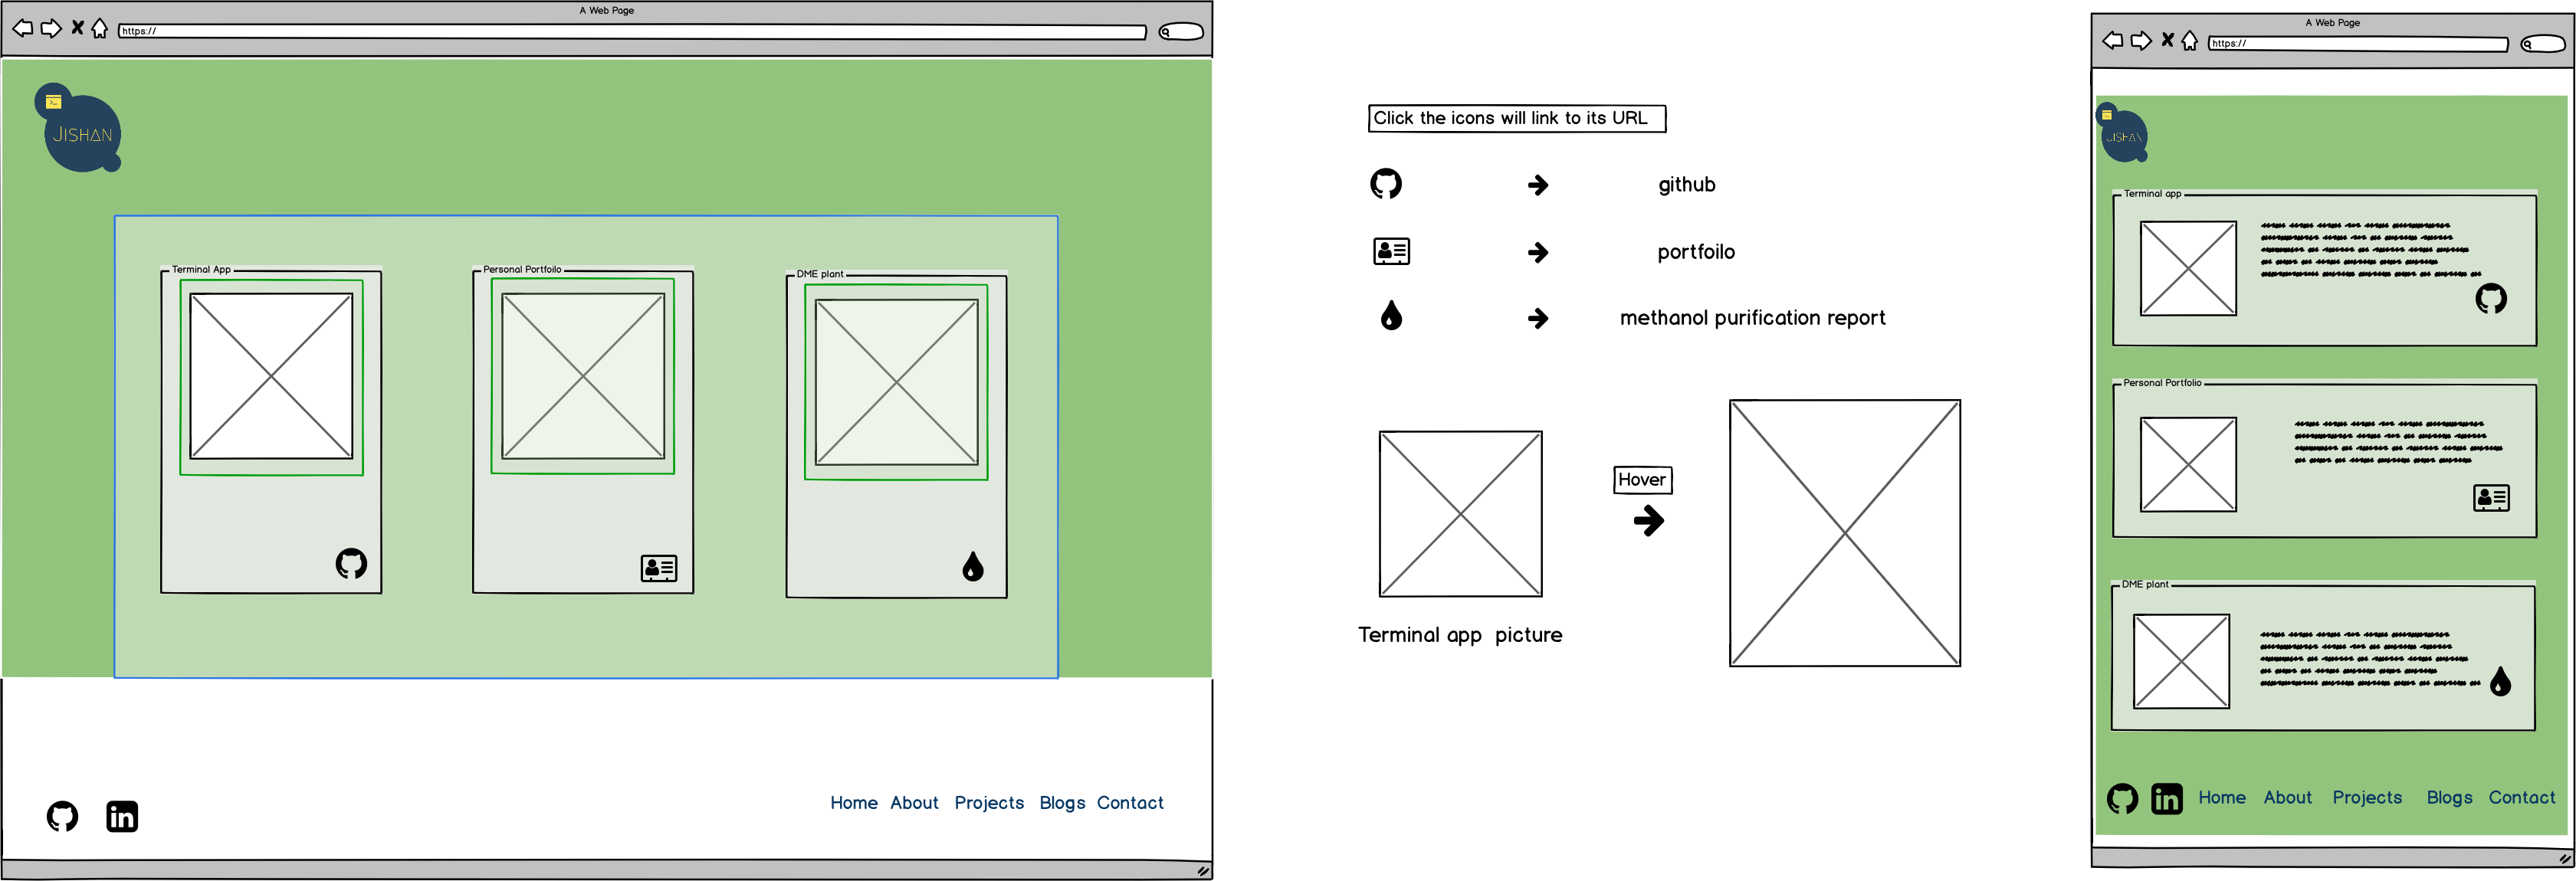 A Web Page
https://
JISHAN
Terminal App
Personal Portfoilo
DME plant
Home About Projects Blogs Contact
Click the icons will link to its URL
github
portfoilo
methanol purification report
Hover
Terminal app picture
A Web Page
https://
JISHAN
Terminal app
Personal Portfolio
DME plant
Home About Projects Blogs Contact